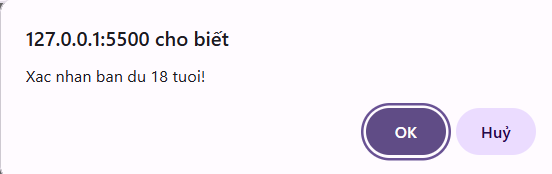 127.0.0.1:5500 cho biết
Xac nhan ban du 18 tuoi!
OK Huỷ